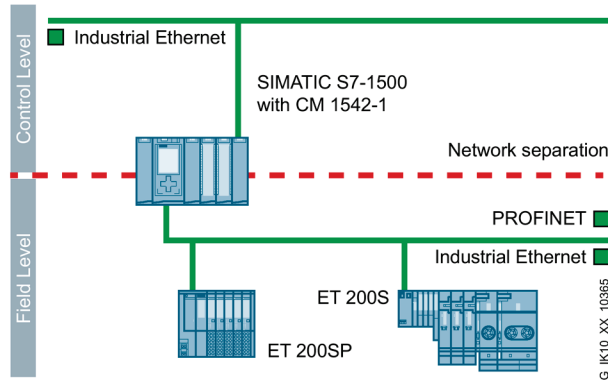 Control Level
Industrial Ethernet
SIMATIC S7-1500
with CM 1542-1
Network separation
Field Level
PROFINET
Industrial Ethernet
ET 200S
ET 200SP
G_IK10_XX_10365